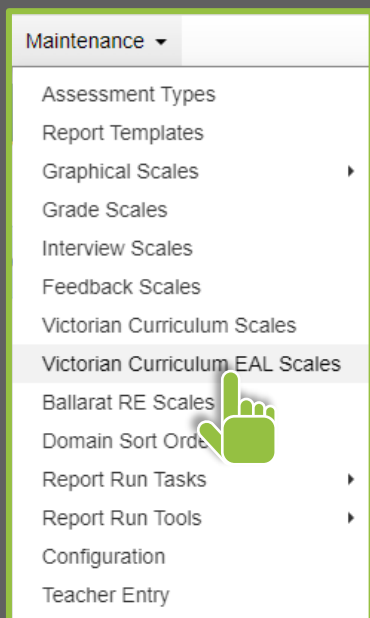 Maintenance
Assessment Types
Report Templates
Graphical Scales
Grade Scales
Interview Scales
Feedback Scales
Victorian Curriculum Scales
Victorian Curriculum EAL Scales
Ballarat RE Scales
Domain Sort Order
Report Run Tasks
Report Run Tools
Configuration
Teacher Entry